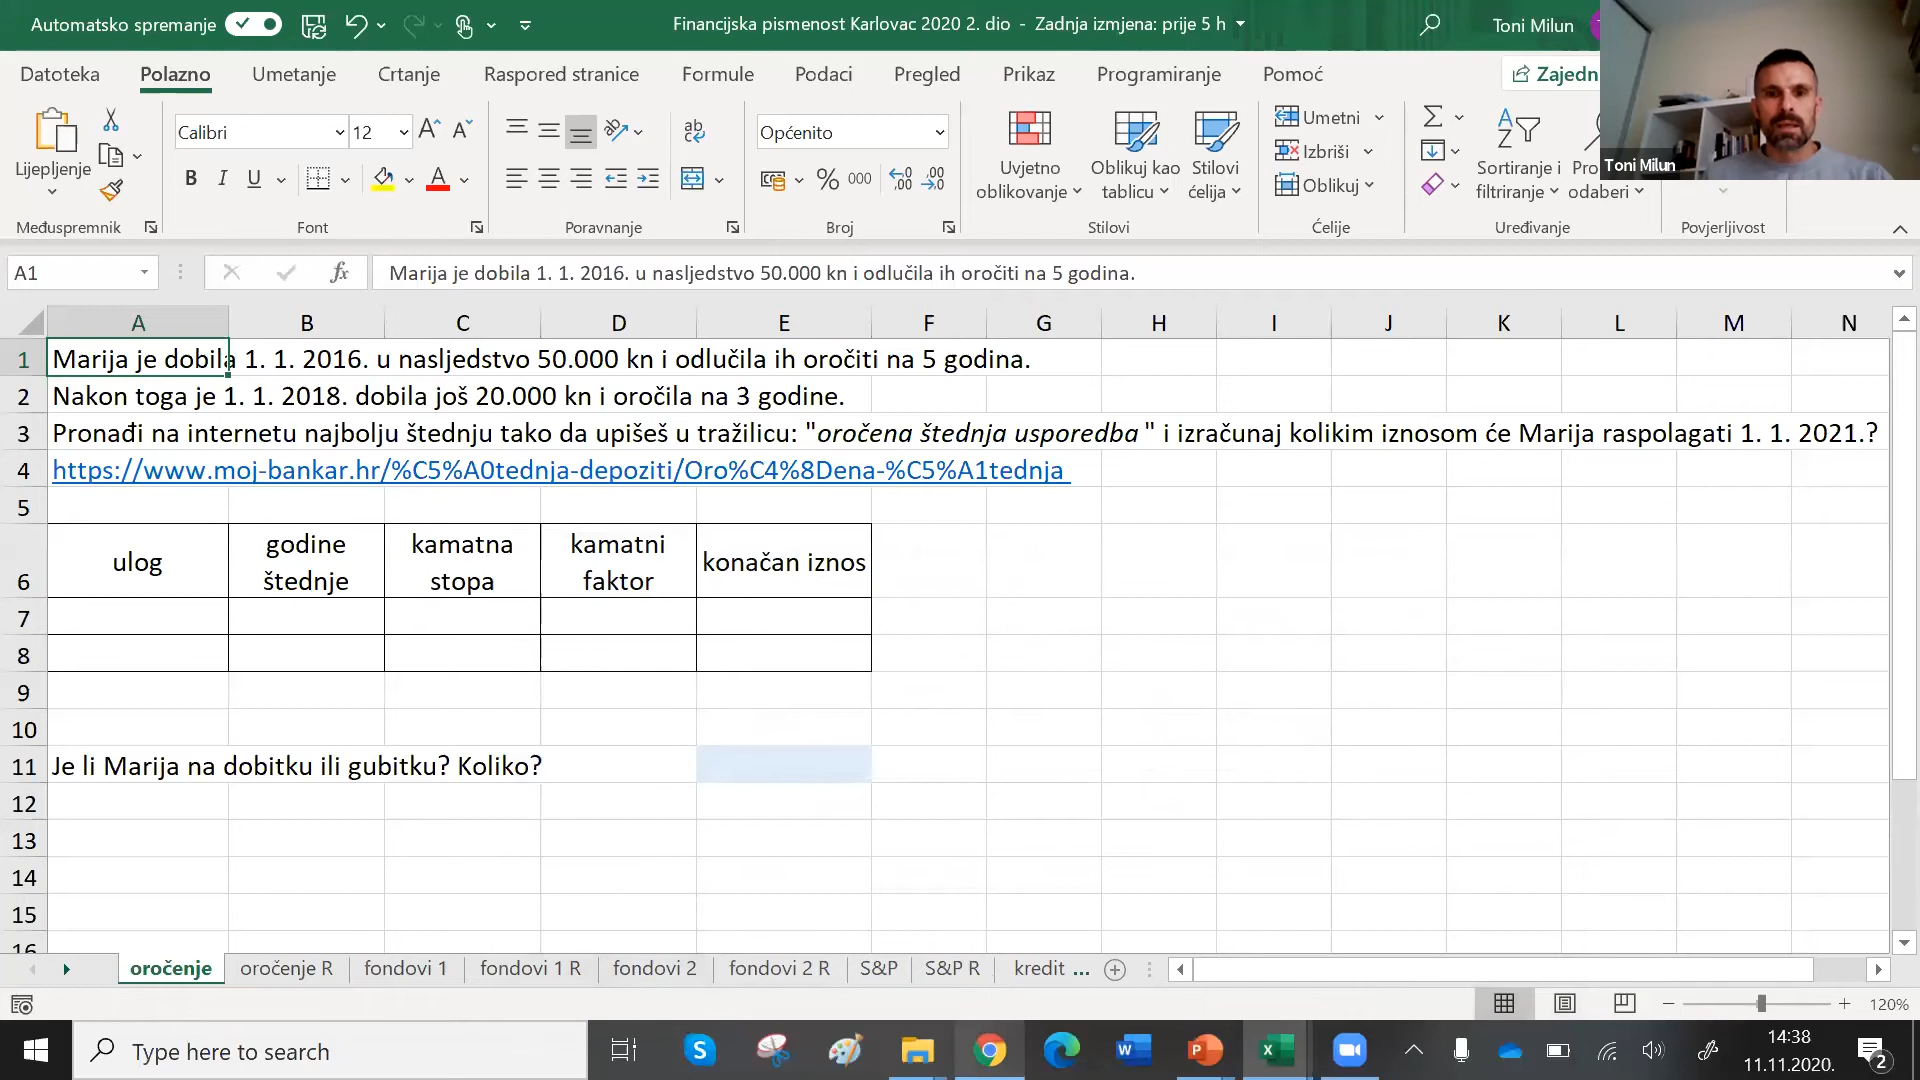 Automatsko spremanje
Financijska pismenost Karlovac 2020 2. dio - Zadnja izmjena: prije 5 h
Toni Milun
Datoteka Polazno Umetanje Crtanje Raspored stranice Formule Podaci Pregled Prikaz Programiranje Pomoć
Lijepljenje
Međuspremnik
Calibri 12
B I U
Font
ab
Poravnanje
Općenito
% 000
Broj
Uvjetno oblikovanje
Oblikuj kao tablicu
Stilovi ćelija
Stilovi
Umetni
Izbriši
Oblikuj
Ćelije
Sortiranje i filtriranje
odaberi
Uređivanje
Povjerljivost
Toni Milun
A1 fx Marija je dobila 1. 1. 2016. u nasljedstvo 50.000 kn i odlučila ih oročiti na 5 godina.
A B C D E F G H I J K L M N
1 Marija je dobila 1. 1. 2016. u nasljedstvo 50.000 kn i odlučila ih oročiti na 5 godina.
2 Nakon toga je 1. 1. 2018. dobila još 20.000 kn i oročila na 3 godine.
3 Pronađi na internetu najbolju štednju tako da upišeš u tražilicu: "oročena štednja usporedba " i izračunaj kolikim iznosom će Marija raspolagati 1. 1. 2021.?
4 https://www.moj-bankar.hr/%C5%A0tednja-depoziti/Oro%C4%8Dena-%C5%A1tednja
5
6 ulog godine štednje kamatna stopa kamatni faktor konačan iznos
7
8
9
10
11 Je li Marija na dobitku ili gubitku? Koliko?
12
13
14
15
16
oročenje oročenje R fondovi 1 fondovi 1 R fondovi 2 fondovi 2 R S&P S&P R kredit ...
120%
Type here to search
14:38
11.11.2020.
2